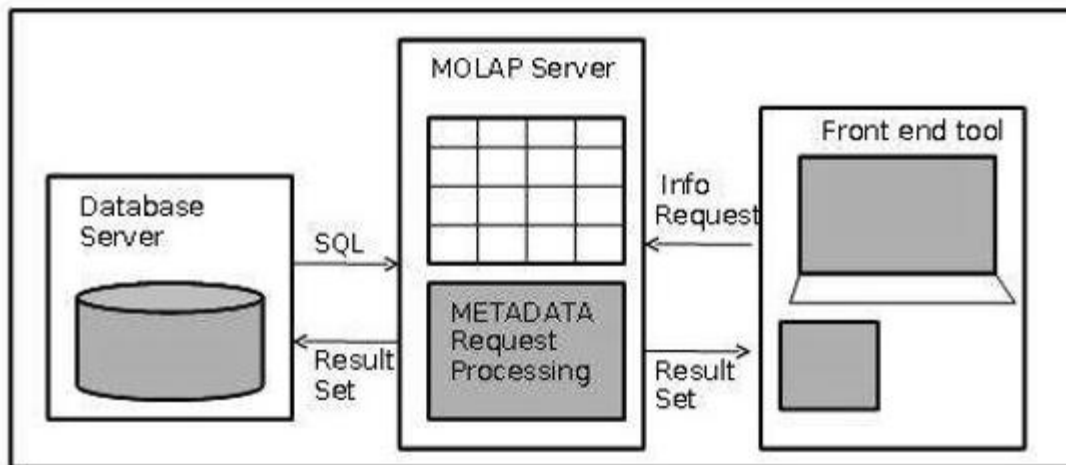 MOLAP Server
Front end tool
Database
Server
SQL
Info
Request
METADATA
Request
Processing
Result
Set
Result
Set